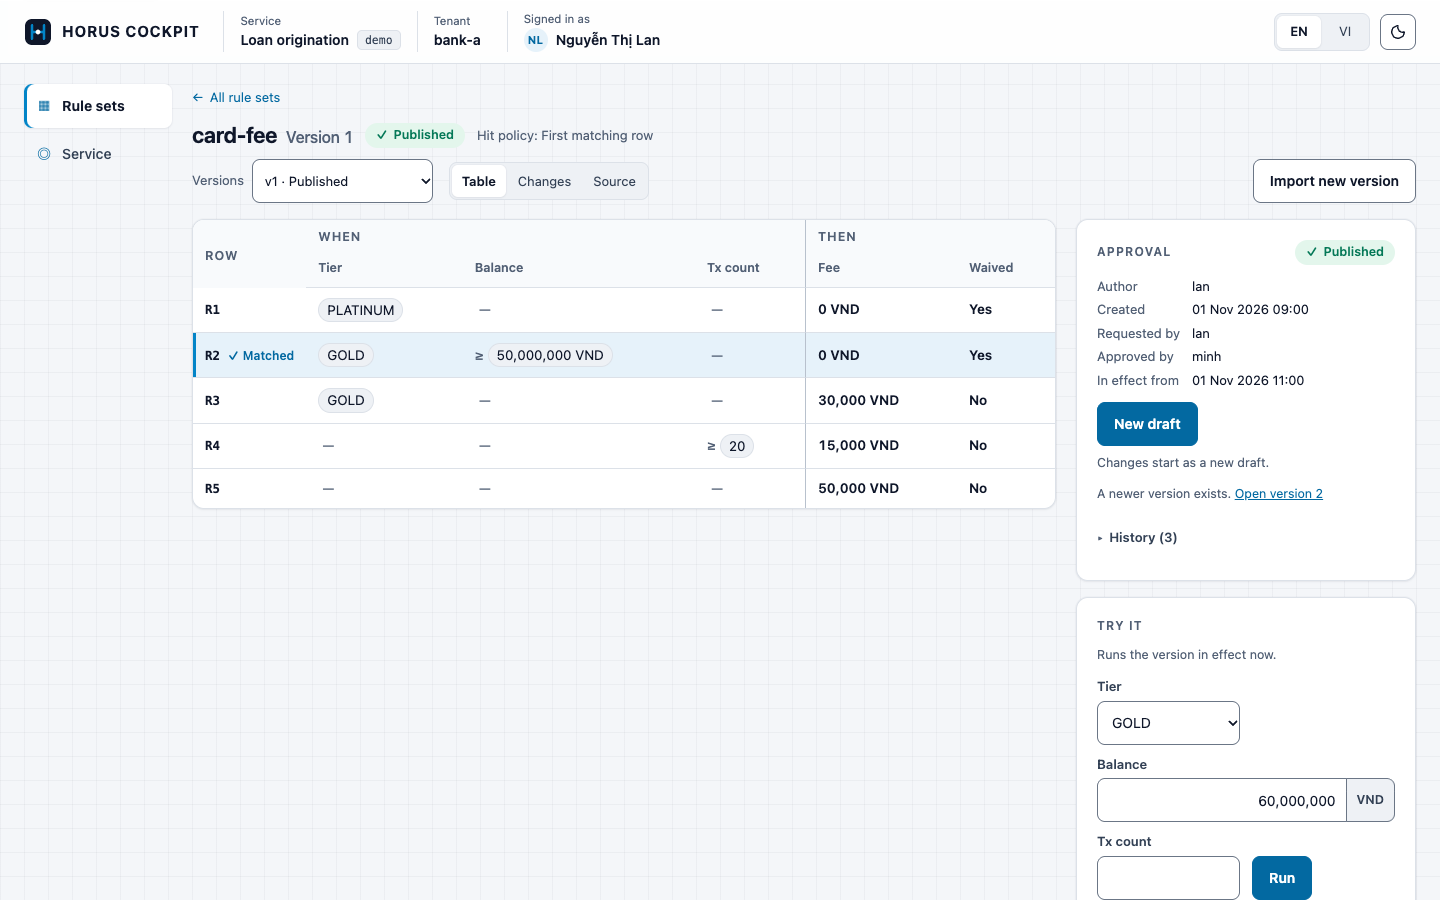 HORUS COCKPIT
Service
Loan origination demo
Tenant
bank-a
Signed in as
NL Nguyễn Thị Lan
EN VI
Rule sets
Service
← All rule sets
card-fee Version 1 ✓ Published Hit policy: First matching row
Versions v1 · Published Table Changes Source Import new version
ROW WHEN THEN
Tier Balance Tx count Fee Waived
R1 PLATINUM — — 0 VND Yes
R2 ✓ Matched GOLD ≥ 50,000,000 VND — 0 VND Yes
R3 GOLD — — 30,000 VND No
R4 — — ≥ 20 15,000 VND No
R5 — — — 50,000 VND No
APPROVAL ✓ Published
Author lan
Created 01 Nov 2026 09:00
Requested by lan
Approved by minh
In effect from 01 Nov 2026 11:00
New draft
Changes start as a new draft.
A newer version exists. Open version 2
▸ History (3)
TRY IT
Runs the version in effect now.
Tier
GOLD
Balance
60,000,000 VND
Tx count
Run